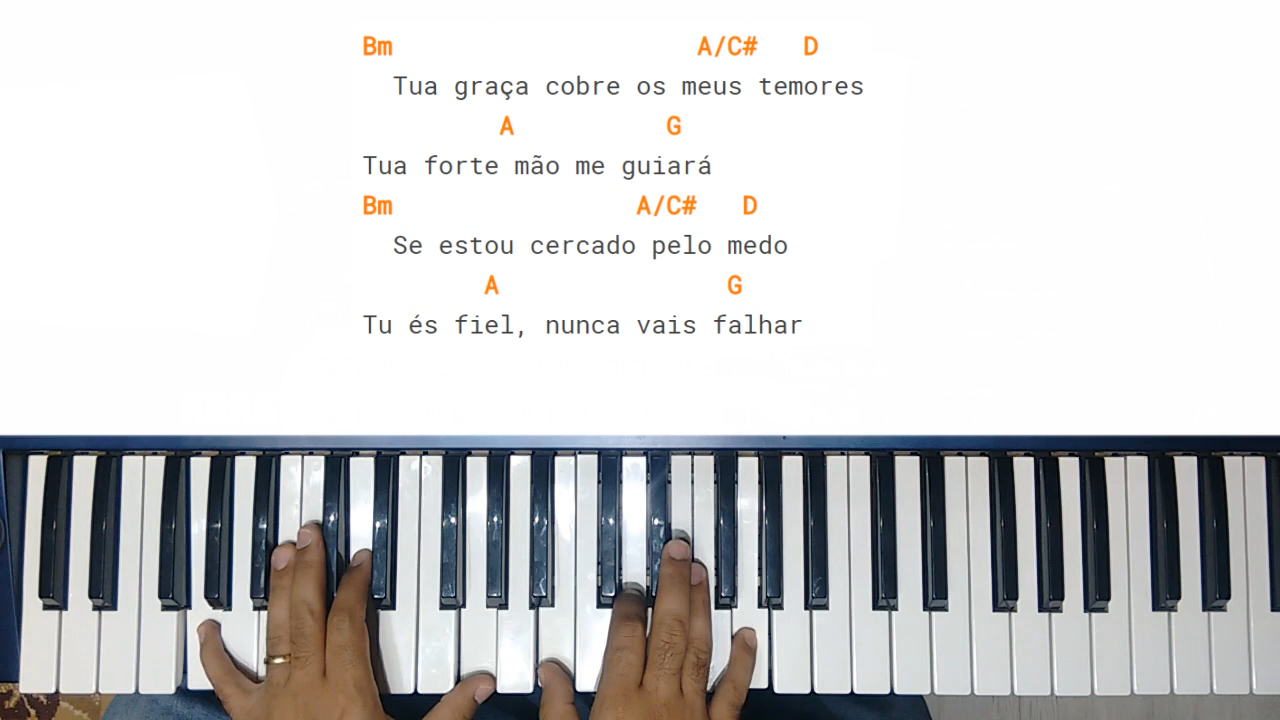 Bm A/C# D
Tua graça cobre os meus temores
A G
Tua forte mão me guiará
Bm A/C# D
Se estou cercado pelo medo
A G
Tu és fiel, nunca vais falhar